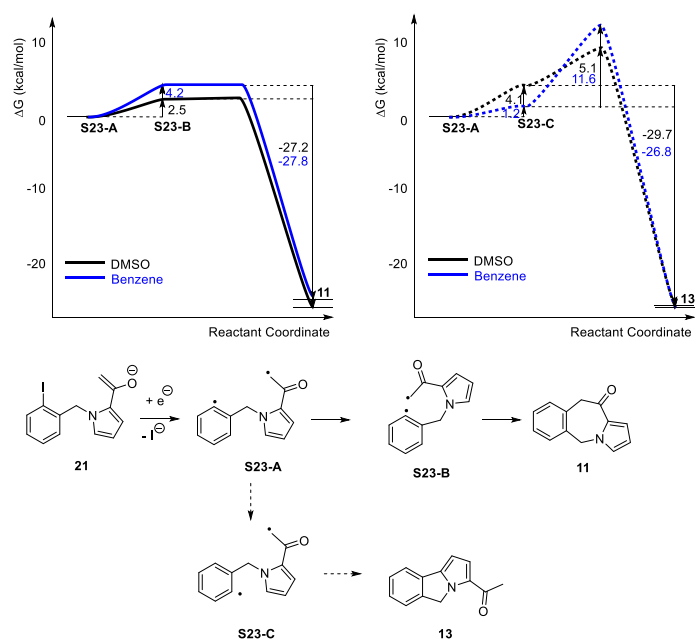 10
0
-10
-20
ΔG (kcal/mol)
S23-A
4.2
S23-B
2.5
-27.2
-27.8
DMSO
Benzene
11
Reactant Coordinate
10
0
-10
-20
ΔG (kcal/mol)
S23-A
4.1
S23-C
1.2
5.1
11.6
-29.7
-26.8
DMSO
Benzene
13
Reactant Coordinate
I
O
⊖
N
21
+ e⊖
- I⊖
O
N
S23-A
O
N
S23-B
O
N
11
O
N
S23-C
N
O
13